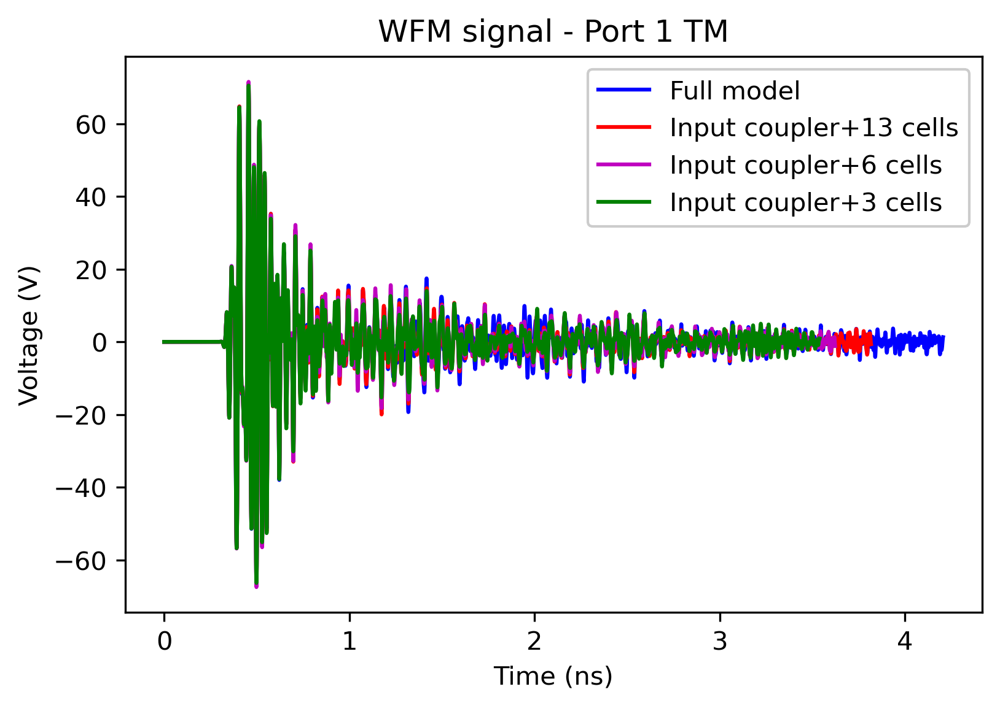 WFM signal - Port 1 TM
Full model
Input coupler+13 cells
Input coupler+6 cells
Input coupler+3 cells
60
40
20
0
−20
−40
−60
Voltage (V)
0 1 2 3 4
Time (ns)